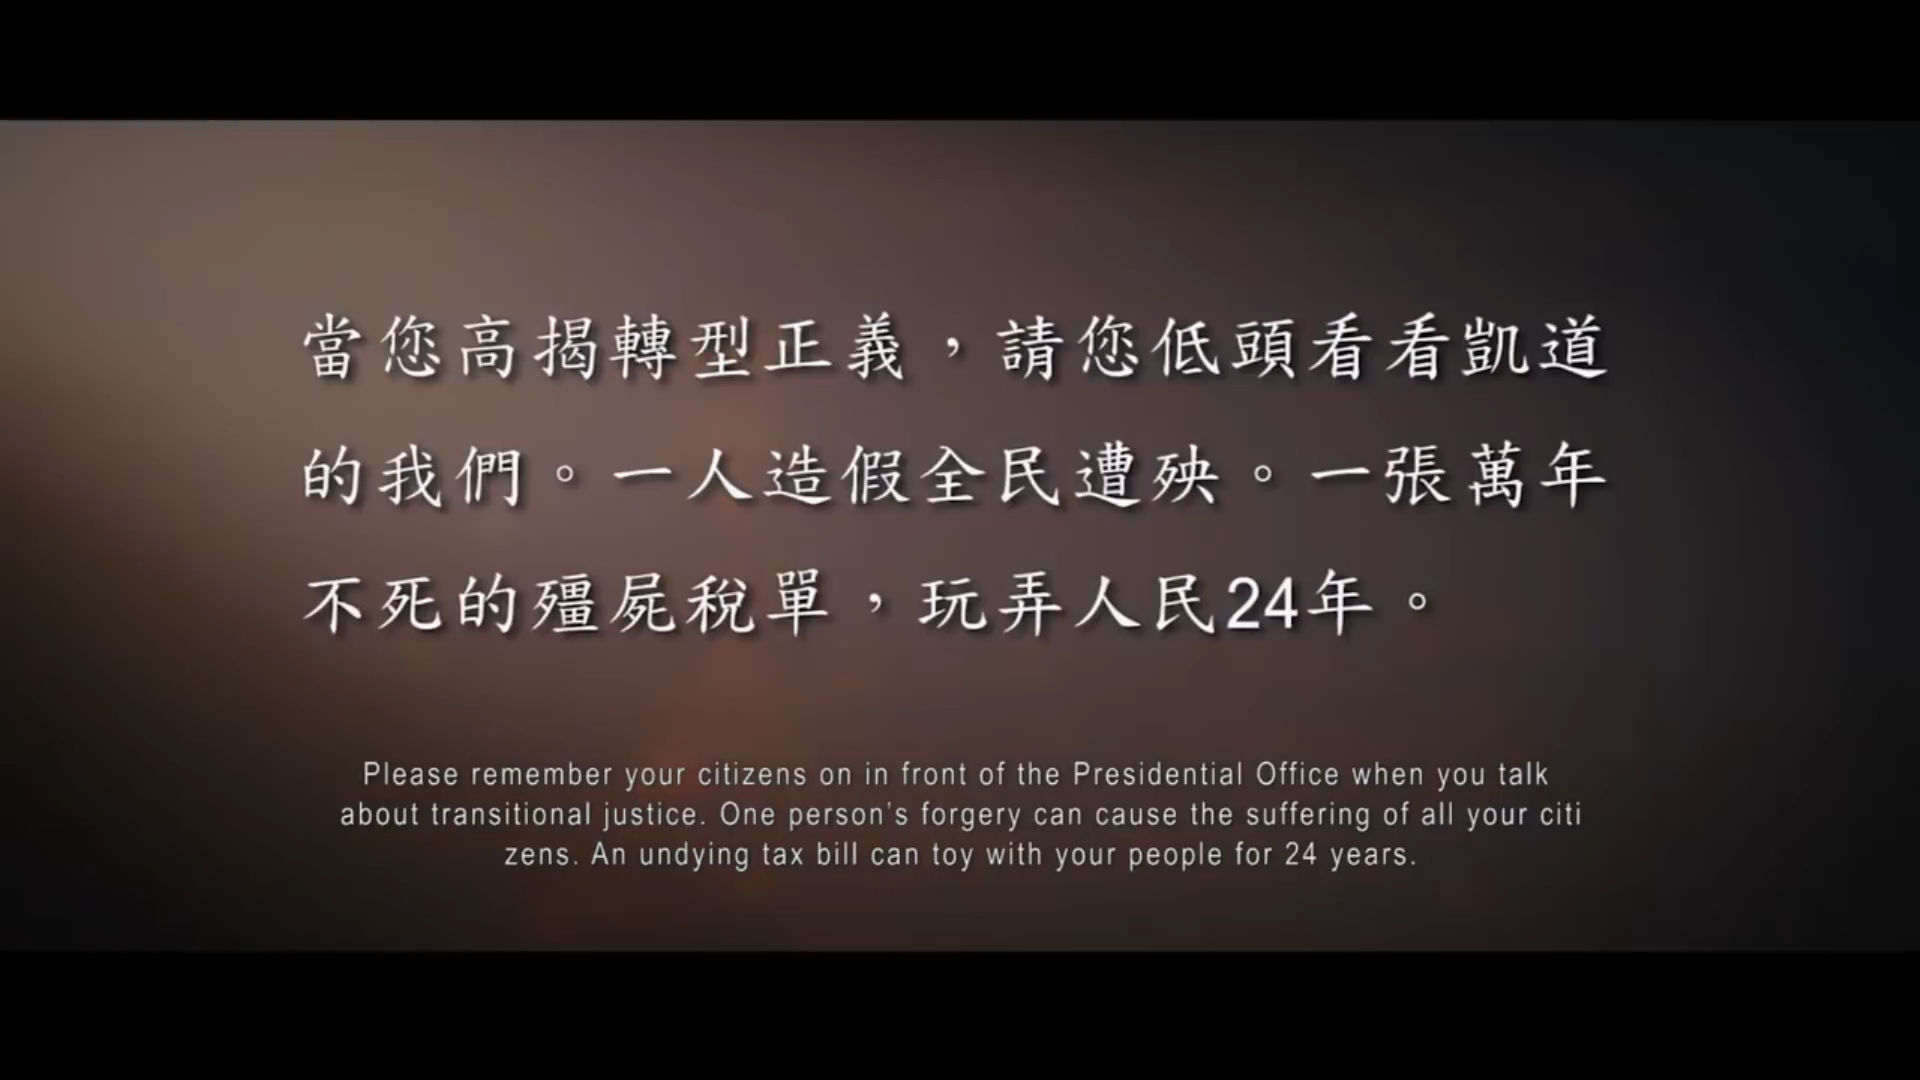 當您高揭轉型正義，請您低頭看看凱道
的我們。一人造假全民遭殃。一張萬年
不死的殭屍稅單，玩弄人民24年。
Please remember your citizens on in front of the Presidential Office when you talk
about transitional justice. One person's forgery can cause the suffering of all your citi
zens. An undying tax bill can toy with your people for 24 years.